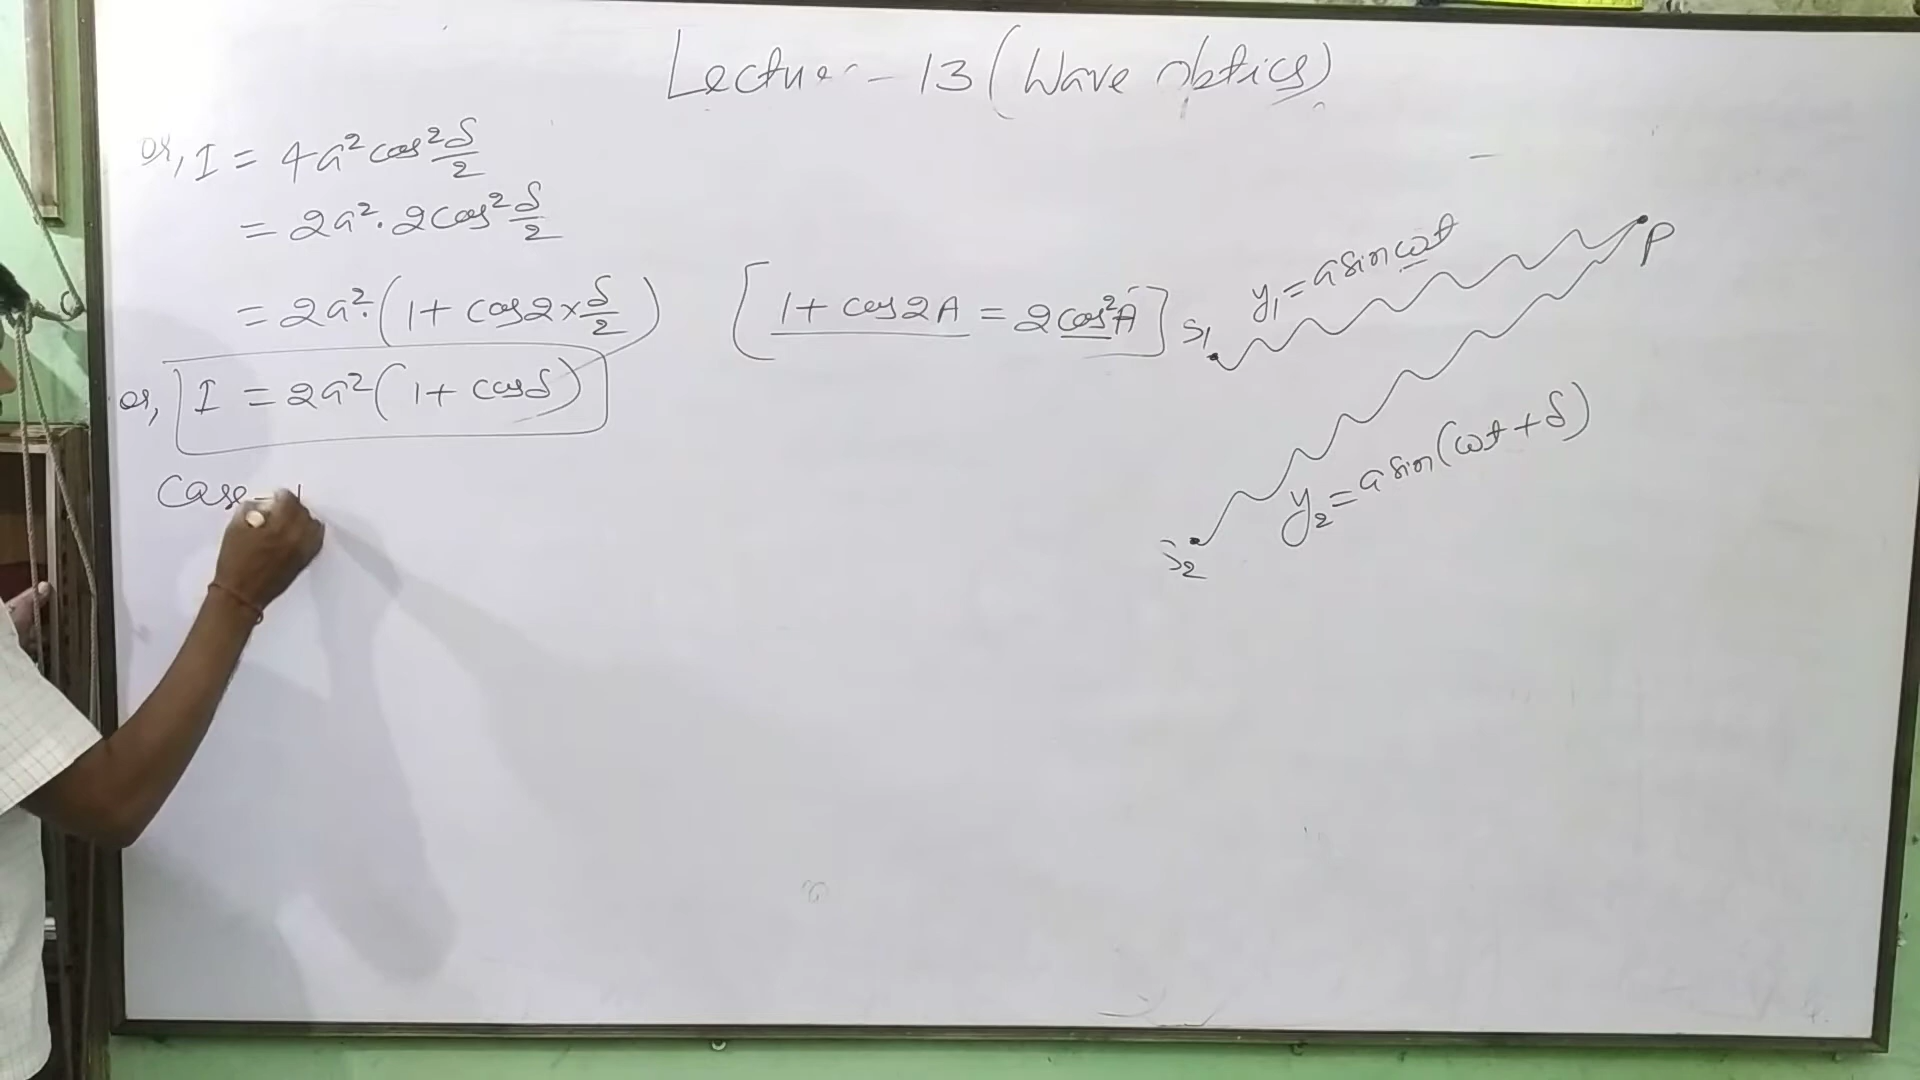 Lecture - 13 (Wave optics)
or, I = 4a² cos² δ/2
= 2a² · 2cos² δ/2
= 2a² · (1 + cos2 × δ/2) [1 + cos2A = 2cos²A]
or, I = 2a² (1 + cosδ)
Case-
S₁
y₁ = a sin ωt
P
S₂
y₂ = a sin (ωt + δ)